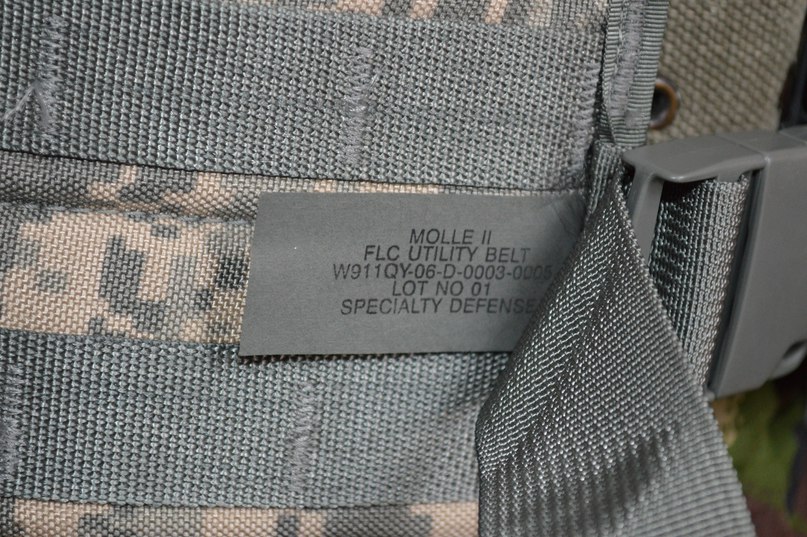 MOLLE II
FLC UTILITY BELT
W911QY-06-D-0003-0005
LOT NO 01
SPECIALTY DEFENSE